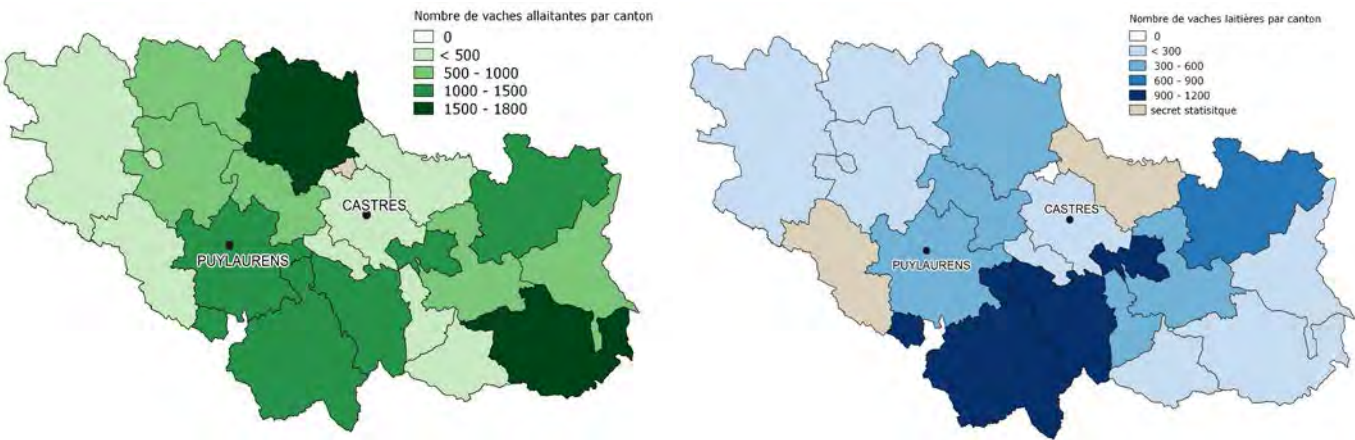 Nombre de vaches allaitantes par canton
0
< 500
500 - 1000
1000 - 1500
1500 - 1800
CASTRES
PUYLAURENS
Nombre de vaches laitières par canton
0
< 300
300 - 600
600 - 900
900 - 1200
secret statisitque
CASTRES
PUYLAURENS